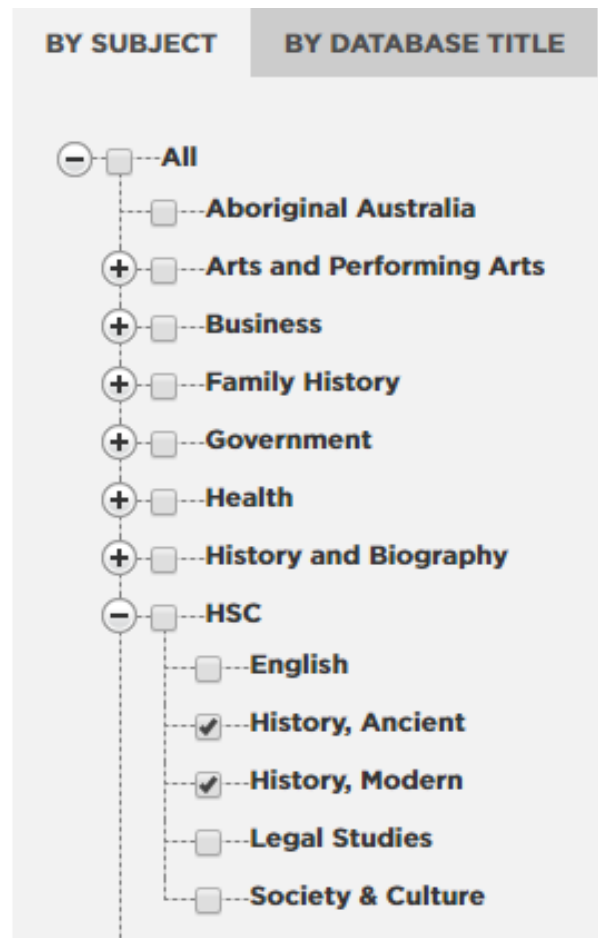 BY SUBJECT BY DATABASE TITLE
All
Aboriginal Australia
Arts and Performing Arts
Business
Family History
Government
Health
History and Biography
HSC
English
History, Ancient
History, Modern
Legal Studies
Society & Culture